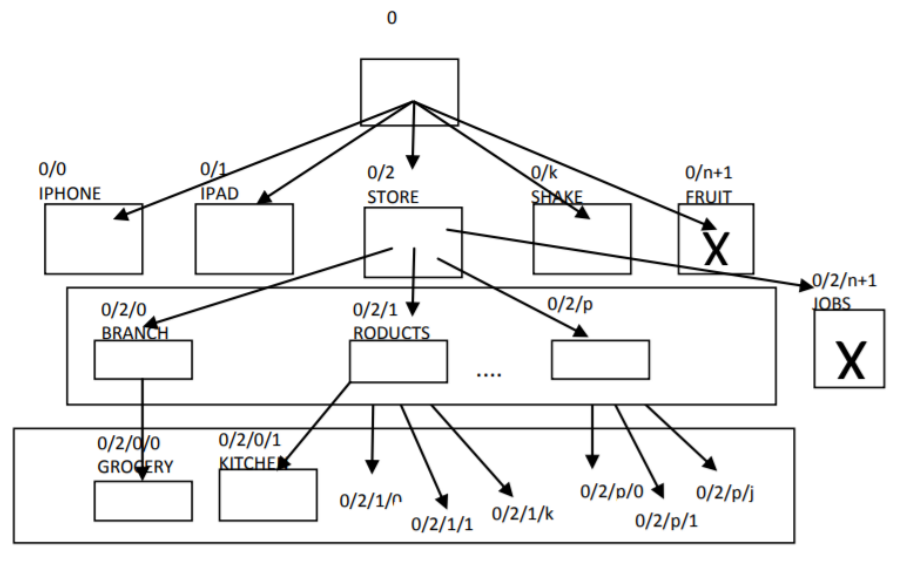 0
0/0
IPHONE
0/1
IPAD
0/2
STORE
0/k
SHAKE
0/n+1
FRUIT
X
0/2/0
BRANCH
0/2/1
RODUCTS
0/2/p
....
0/2/n+1
JOBS
X
0/2/0/0
GROCERY
0/2/0/1
KITCHEN
0/2/1/0
0/2/1/1
0/2/1/k
0/2/p/0
0/2/p/1
0/2/p/j